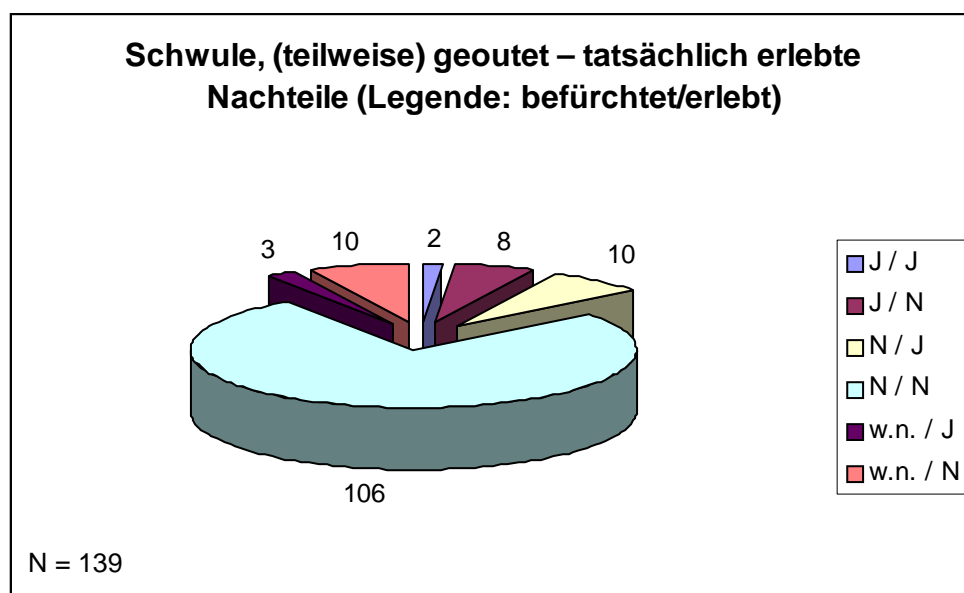 Schwule, (teilweise) geoutet – tatsächlich erlebte
Nachteile (Legende: befürchtet/erlebt)
3
10
2
8
10
106
J / J
J / N
N / J
N / N
w.n. / J
w.n. / N
N = 139